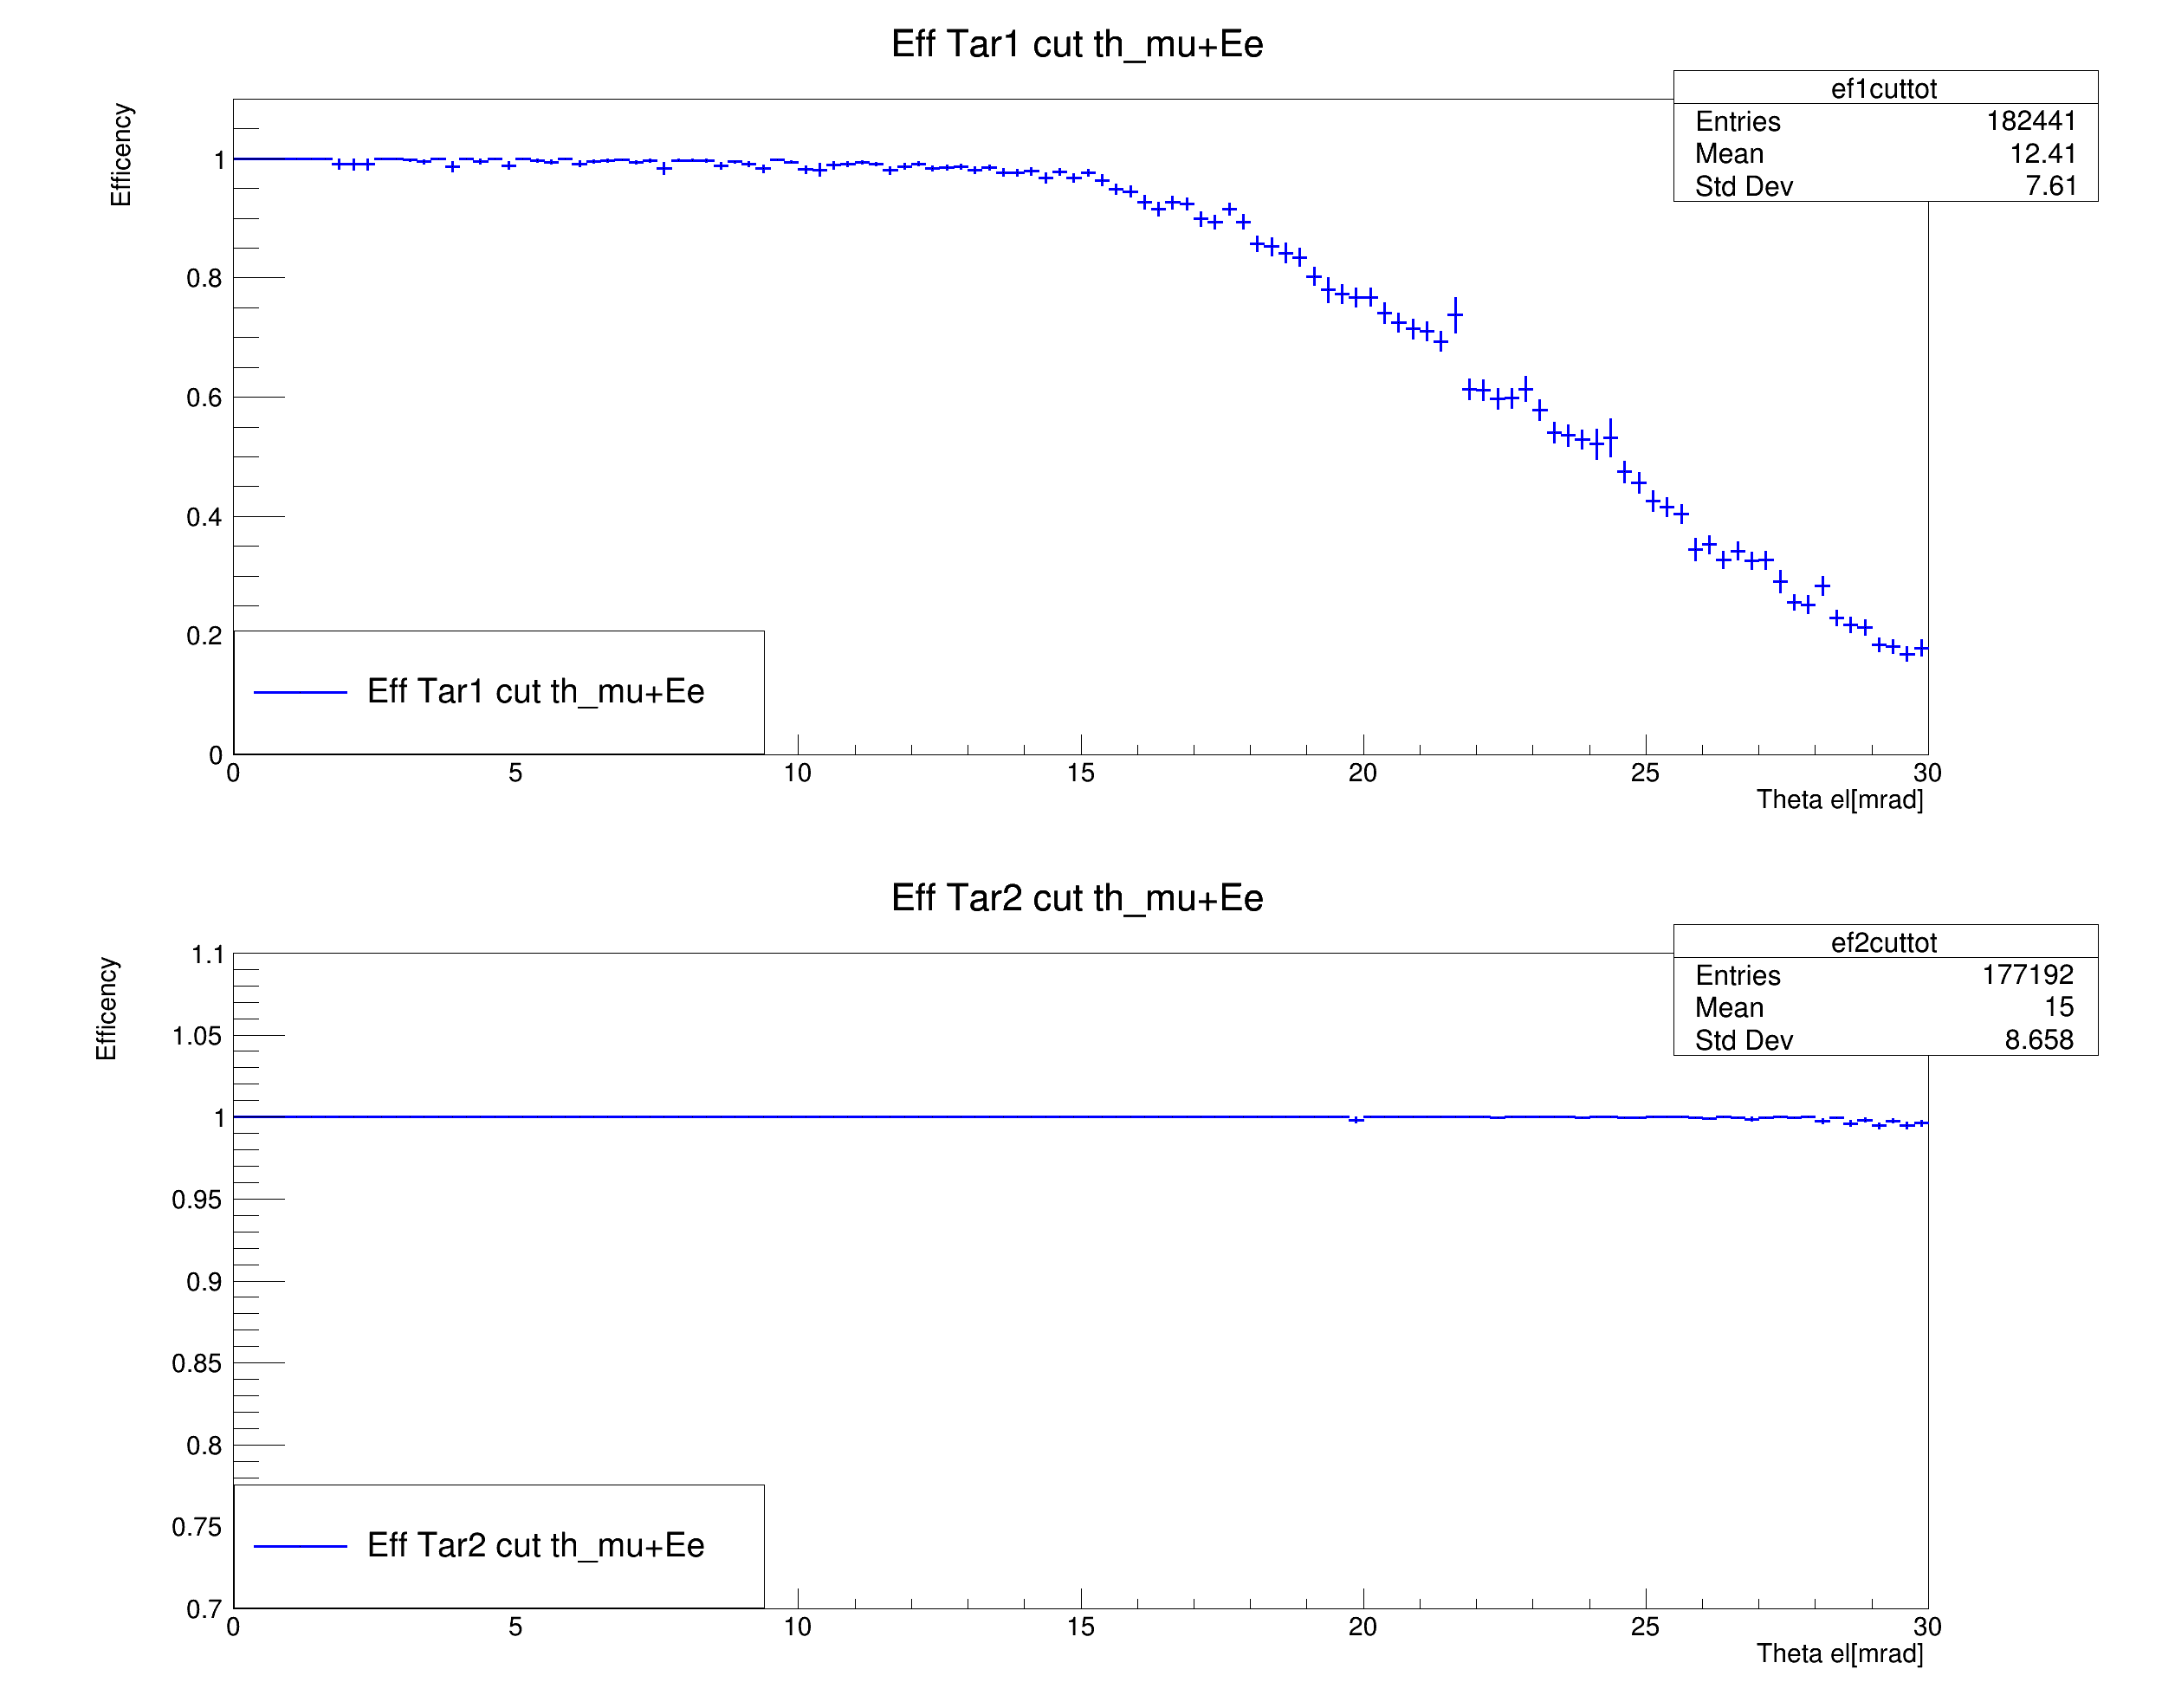 Eff Tar1 cut th_mu+Ee
ef1cuttot
Entries 182441
Mean 12.41
Std Dev 7.61
Efficency
1
0.8
0.6
0.4
0.2
0
Eff Tar1 cut th_mu+Ee
0 5 10 15 20 25 30
Theta el[mrad]
Eff Tar2 cut th_mu+Ee
ef2cuttot
Entries 177192
Mean 15
Std Dev 8.658
Efficency
1.1
1.05
1
0.95
0.9
0.85
0.8
0.75
0.7
Eff Tar2 cut th_mu+Ee
0 5 10 15 20 25 30
Theta el[mrad]